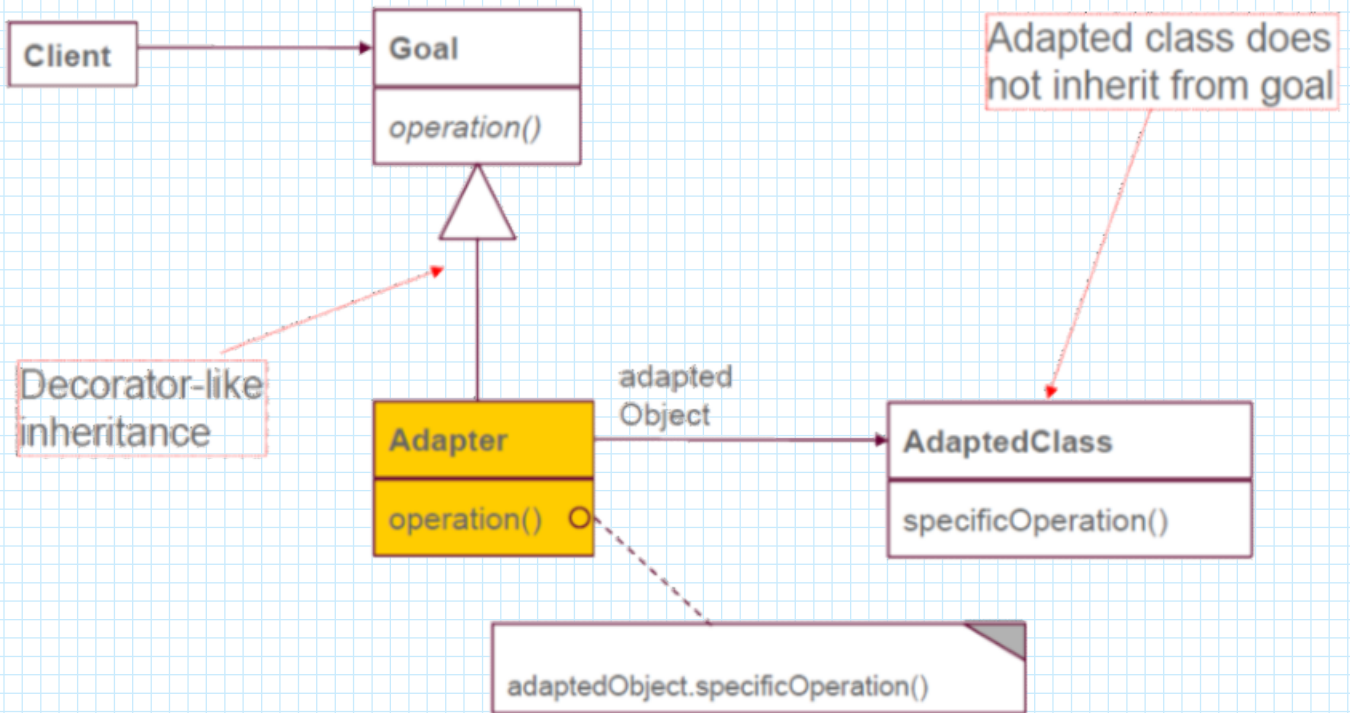 Client
Goal
operation()
Adapted class does
not inherit from goal
Decorator-like
inheritance
adapted
Object
Adapter
operation()
AdaptedClass
specificOperation()
adaptedObject.specificOperation()